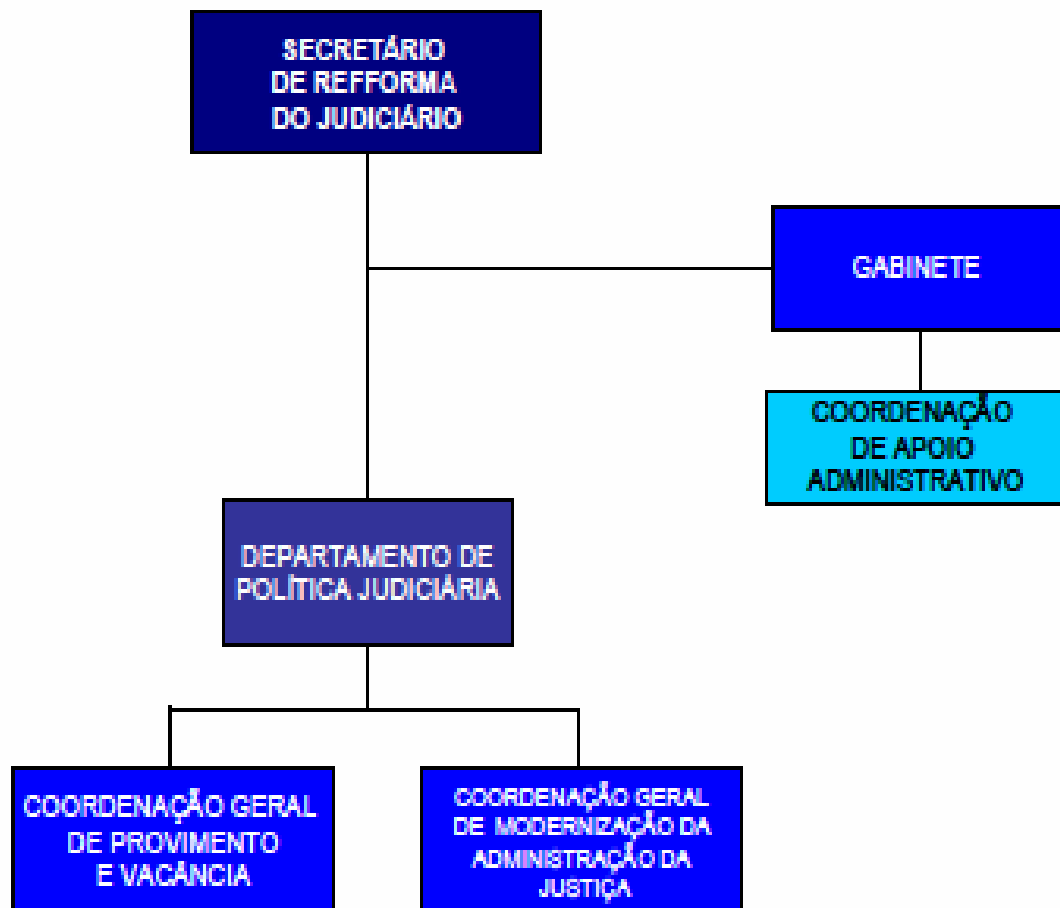 SECRETÁRIO
DE REFFORMA
DO JUDICIÁRIO
GABINETE
COORDENAÇÃO
DE APOIO
ADMINISTRATIVO
DEPARTAMENTO DE
POLÍTICA JUDICIÁRIA
COORDENAÇÃO GERAL
DE PROVIMENTO
E VACÂNCIA
COORDENAÇÃO GERAL
DE MODERNIZAÇÃO DA
ADMINISTRAÇÃO DA
JUSTIÇA